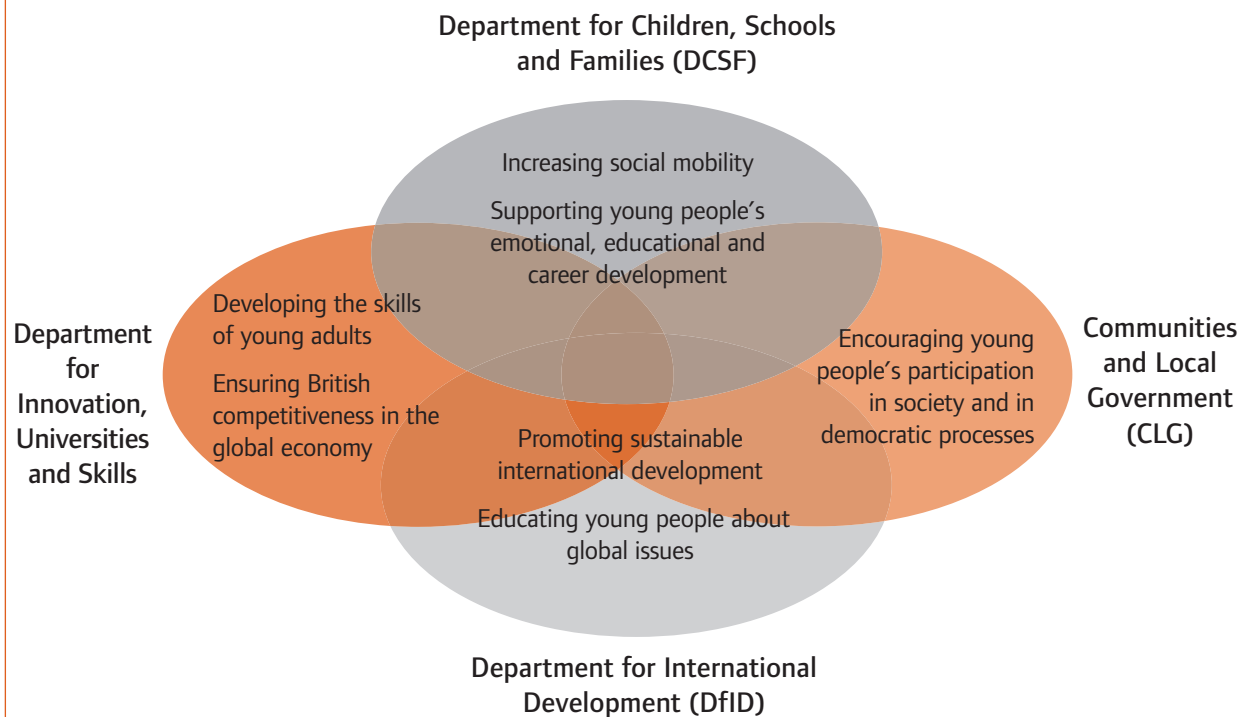 Department for Children, Schools
and Families (DCSF)
Increasing social mobility
Supporting young people’s
emotional, educational and
career development
Department
for
Innovation,
Universities
and Skills
Developing the skills
of young adults
Ensuring British
competitiveness in the
global economy
Encouraging young
people’s participation
in society and in
democratic processes
Communities
and Local
Government
(CLG)
Promoting sustainable
international development
Educating young people about
global issues
Department for International
Development (DfID)